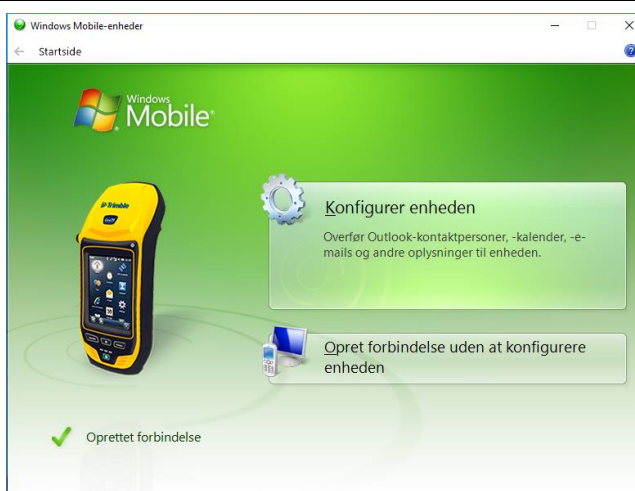 Windows Mobile-enheder
Startside
Windows
Mobile®
Trimble
Konfigurer enheden
Overfør Outlook-kontaktpersoner, -kalender, -e-
mails og andre oplysninger til enheden.
Opret forbindelse uden at konfigurere
enheden
Oprettet forbindelse